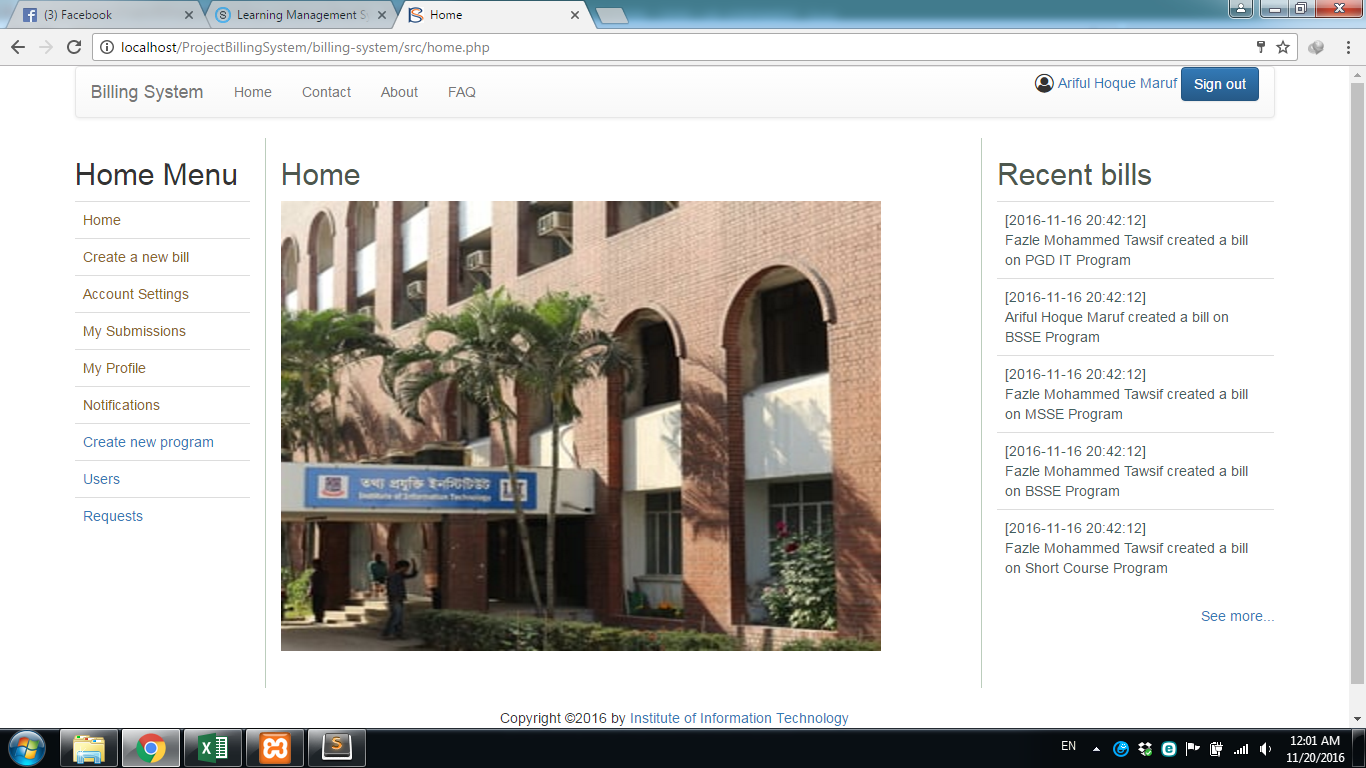 (3) Facebook
Learning Management S
Home
localhost/ProjectBillingSystem/billing-system/src/home.php
Billing System
Home
Contact
About
FAQ
Ariful Hoque Maruf
Sign out
Home Menu
Home
Create a new bill
Account Settings
My Submissions
My Profile
Notifications
Create new program
Users
Requests
Home
তথ্য প্রযুক্তি ইনস্টিটিউট
Institute of Information Technology
Recent bills
[2016-11-16 20:42:12]
Fazle Mohammed Tawsif created a bill
on PGD IT Program
[2016-11-16 20:42:12]
Ariful Hoque Maruf created a bill on
BSSE Program
[2016-11-16 20:42:12]
Fazle Mohammed Tawsif created a bill
on MSSE Program
[2016-11-16 20:42:12]
Fazle Mohammed Tawsif created a bill
on BSSE Program
[2016-11-16 20:42:12]
Fazle Mohammed Tawsif created a bill
on Short Course Program
See more...
Copyright ©2016 by Institute of Information Technology
EN
12:01 AM
11/20/2016